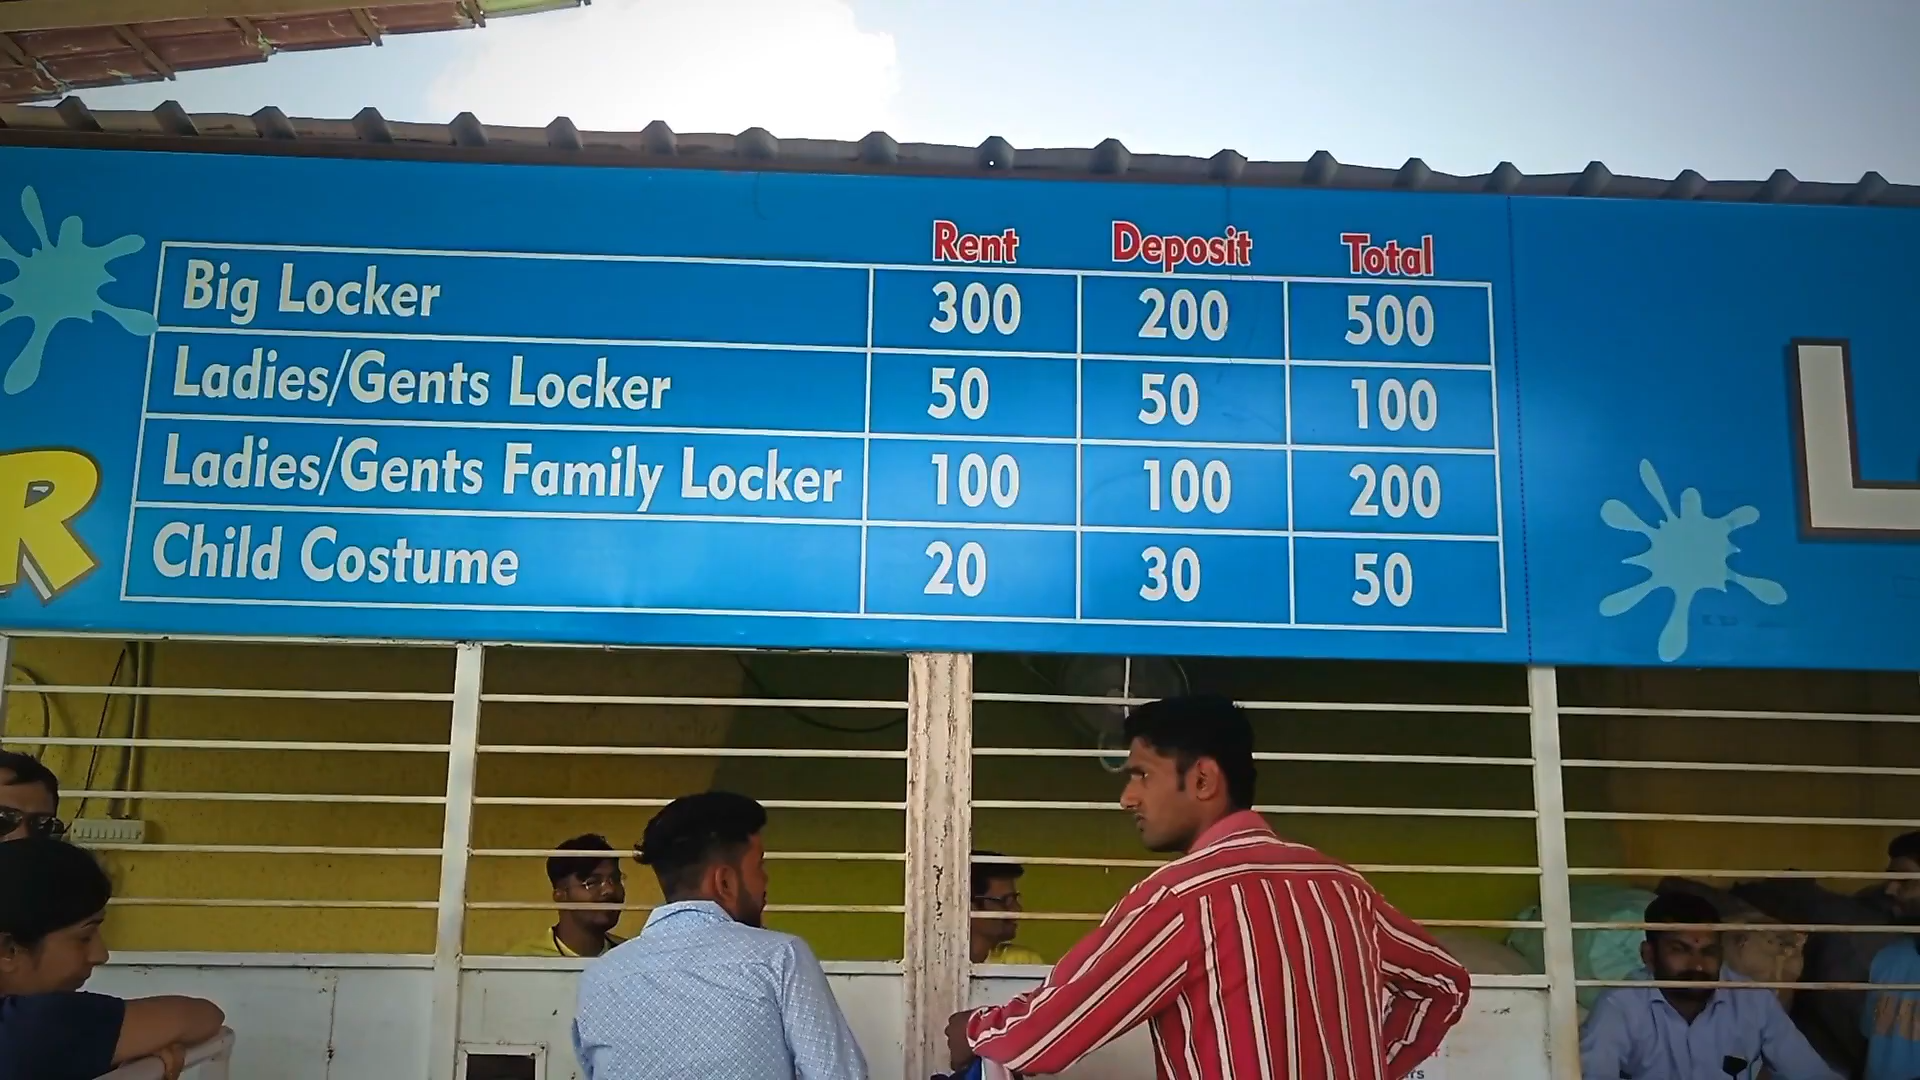 Rent Deposit Total
Big Locker 300 200 500
Ladies/Gents Locker 50 50 100
Ladies/Gents Family Locker 100 100 200
Child Costume 20 30 50
R
L